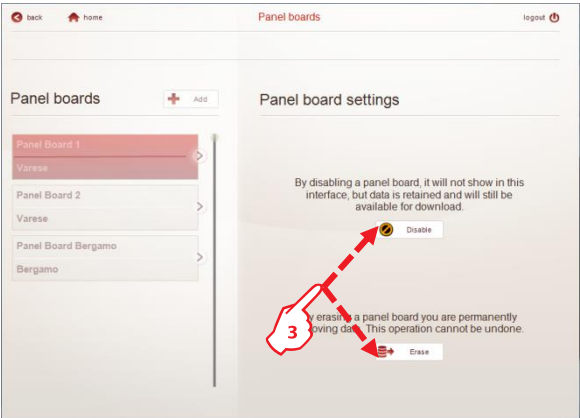 back home Panel boards logout
Panel boards Add
Panel Board 1
Varese
Panel Board 2
Varese
Panel Board Bergamo
Bergamo
Panel board settings
By disabling a panel board, it will not show in this
interface, but data is retained and will still be
available for download.
Disable
erasing a panel board you are permanently
data. This operation cannot be undone.
Erase
3